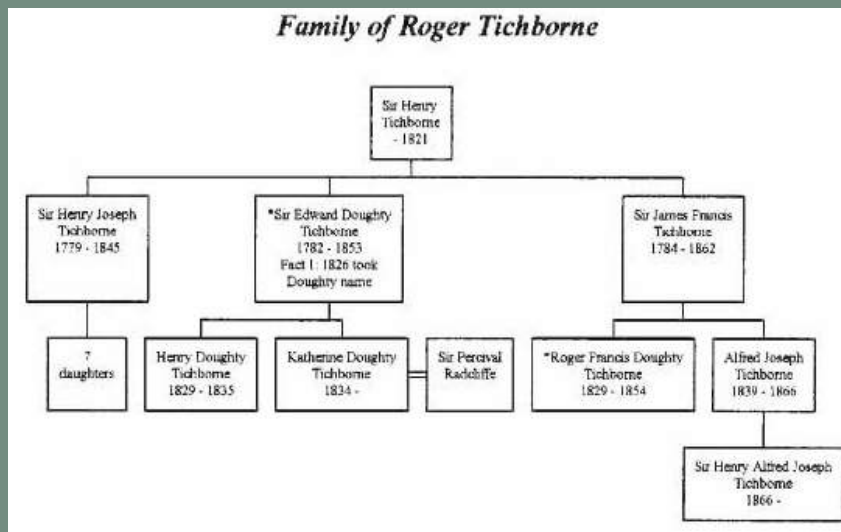 Family of Roger Tichborne
Sir Henry
Tichborne
- 1821
Sir Henry Joseph
Tichborne
1779 - 1845
*Sir Edward Doughty
Tichborne
1782 - 1853
Fact 1: 1826 took
Doughty name
Sir James Francis
Tichborne
1784 - 1862
7
daughters
Henry Doughty
Tichborne
1829 - 1835
Katherine Doughty
Tichborne
1834 -
Sir Percival
Radcliffe
*Roger Francis Doughty
Tichborne
1829 - 1854
Alfred Joseph
Tichborne
1839 - 1866
Sir Henry Alfred Joseph
Tichborne
1866 -